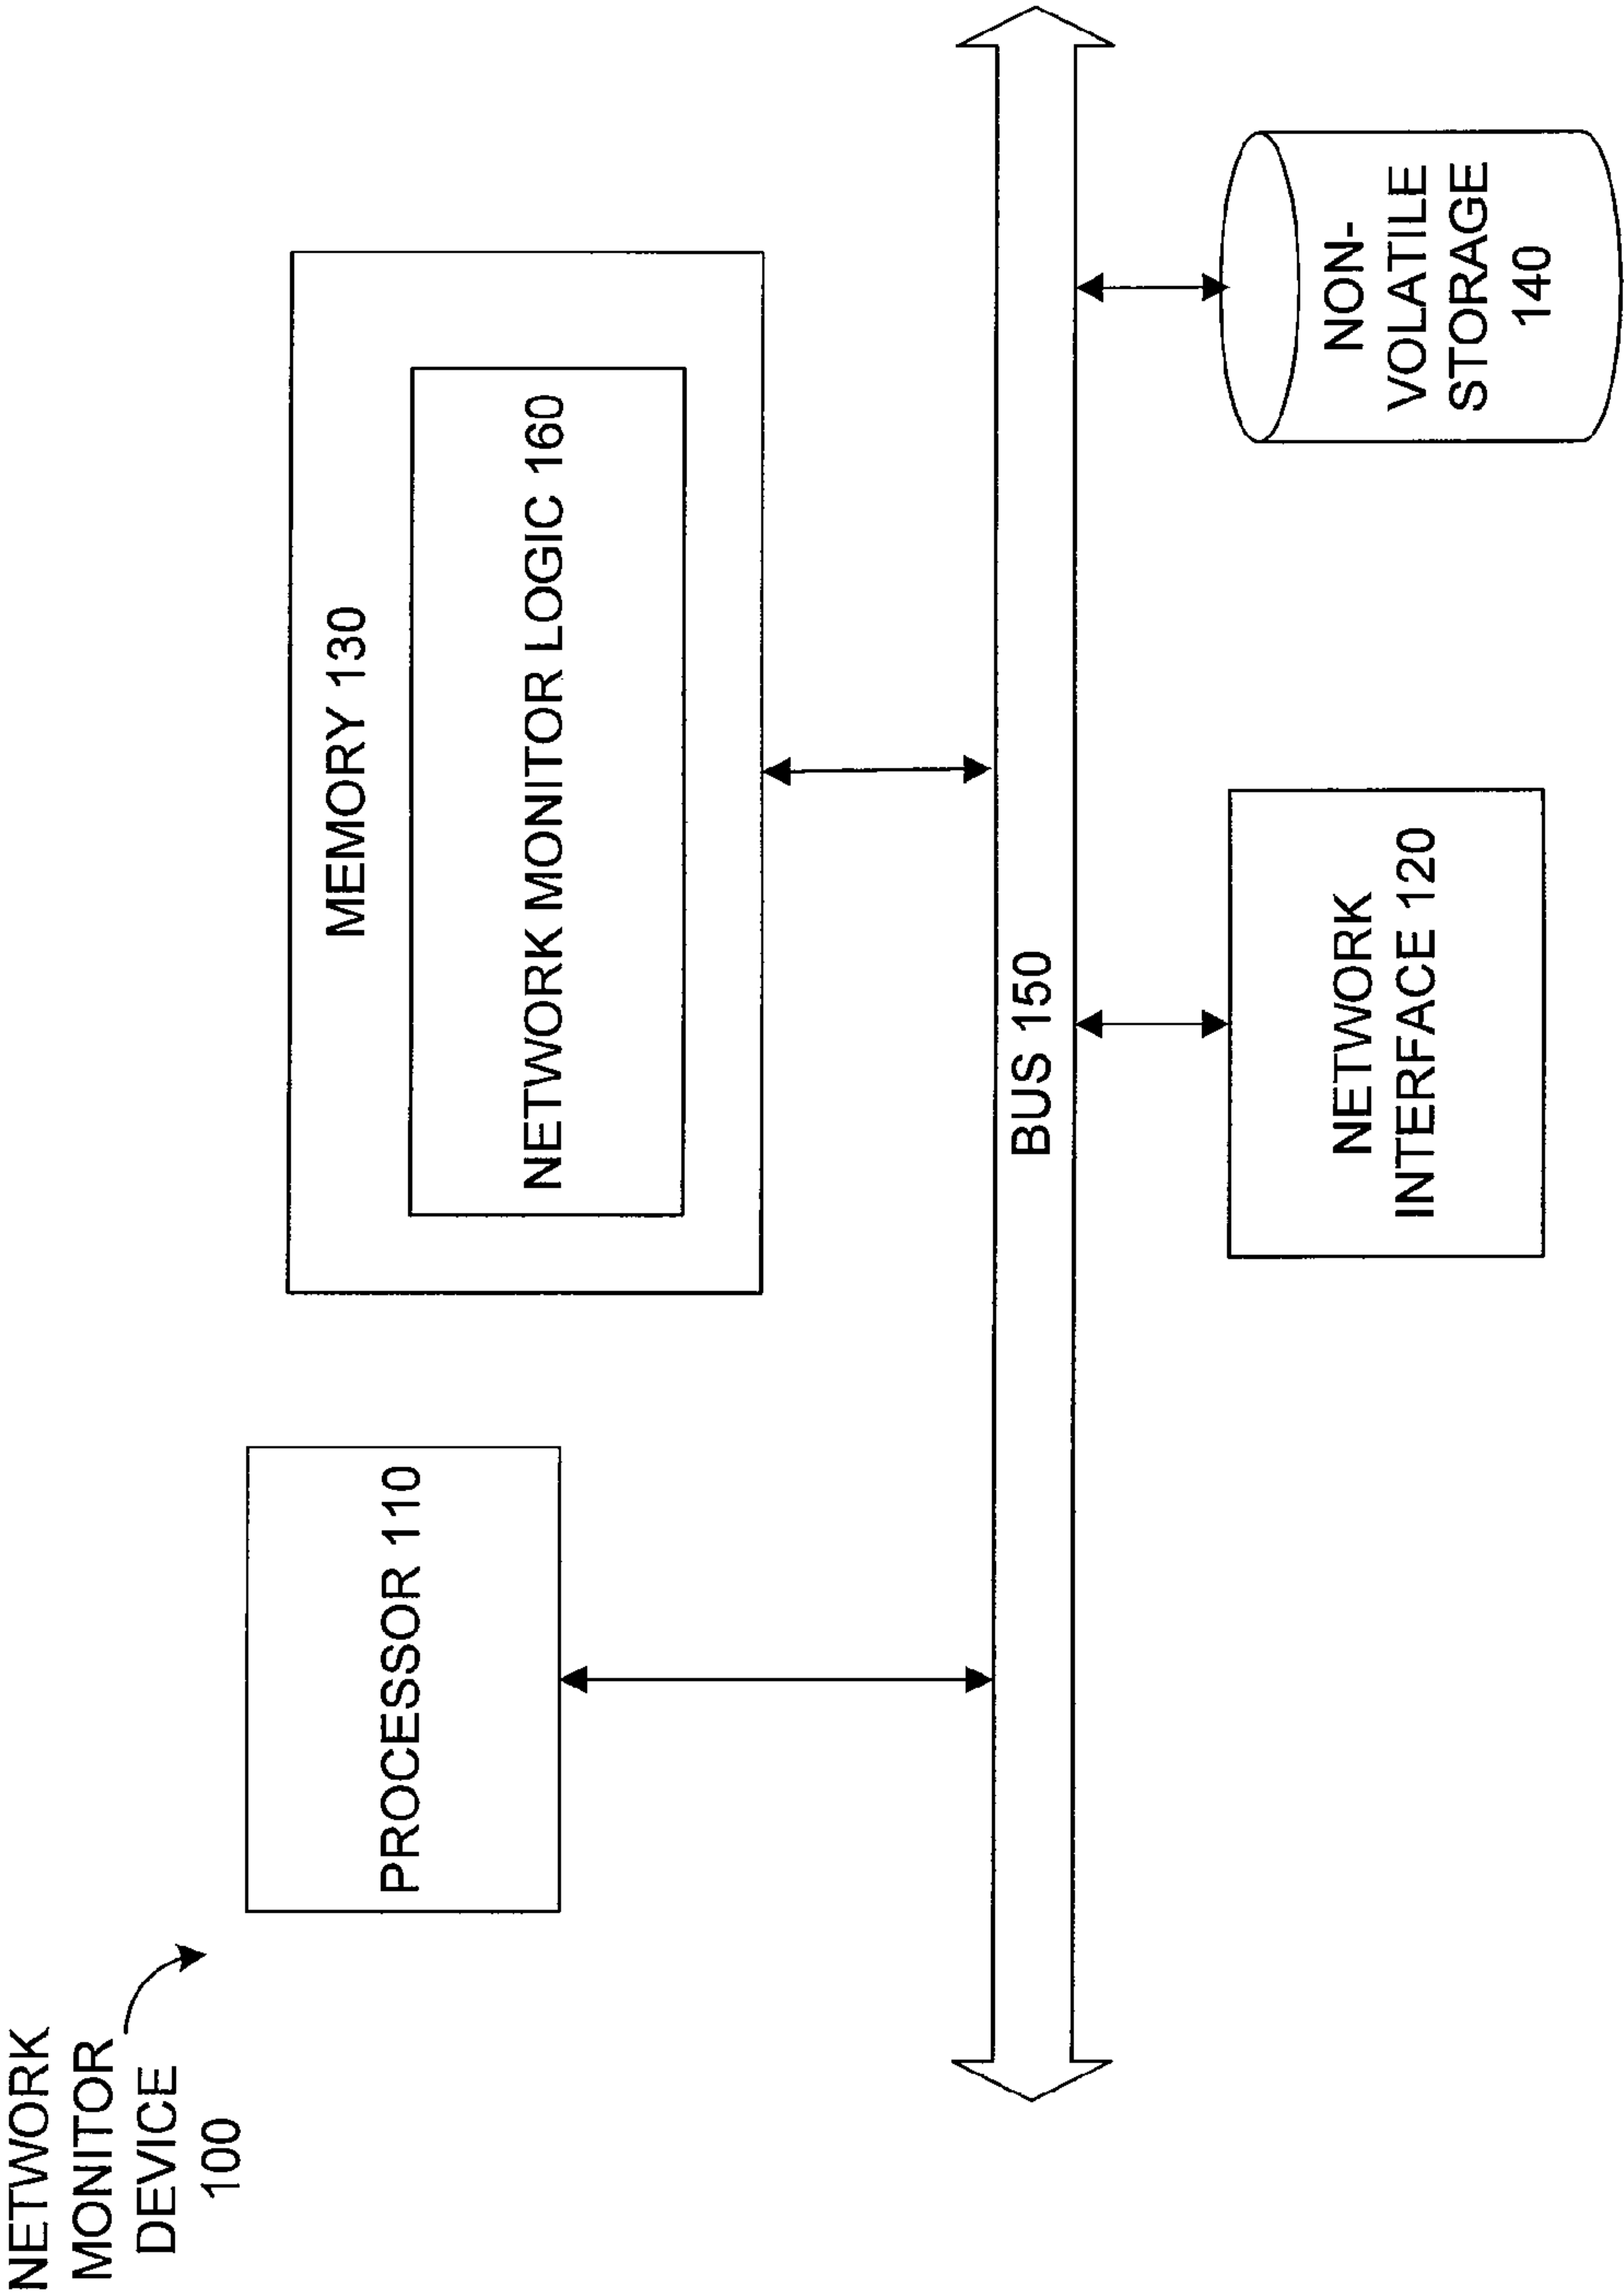 NETWORK
MONITOR
DEVICE
100
PROCESSOR 110
MEMORY 130
NETWORK MONITOR LOGIC 160
BUS 150
NETWORK
INTERFACE 120
NON-
VOLATILE
STORAGE
140